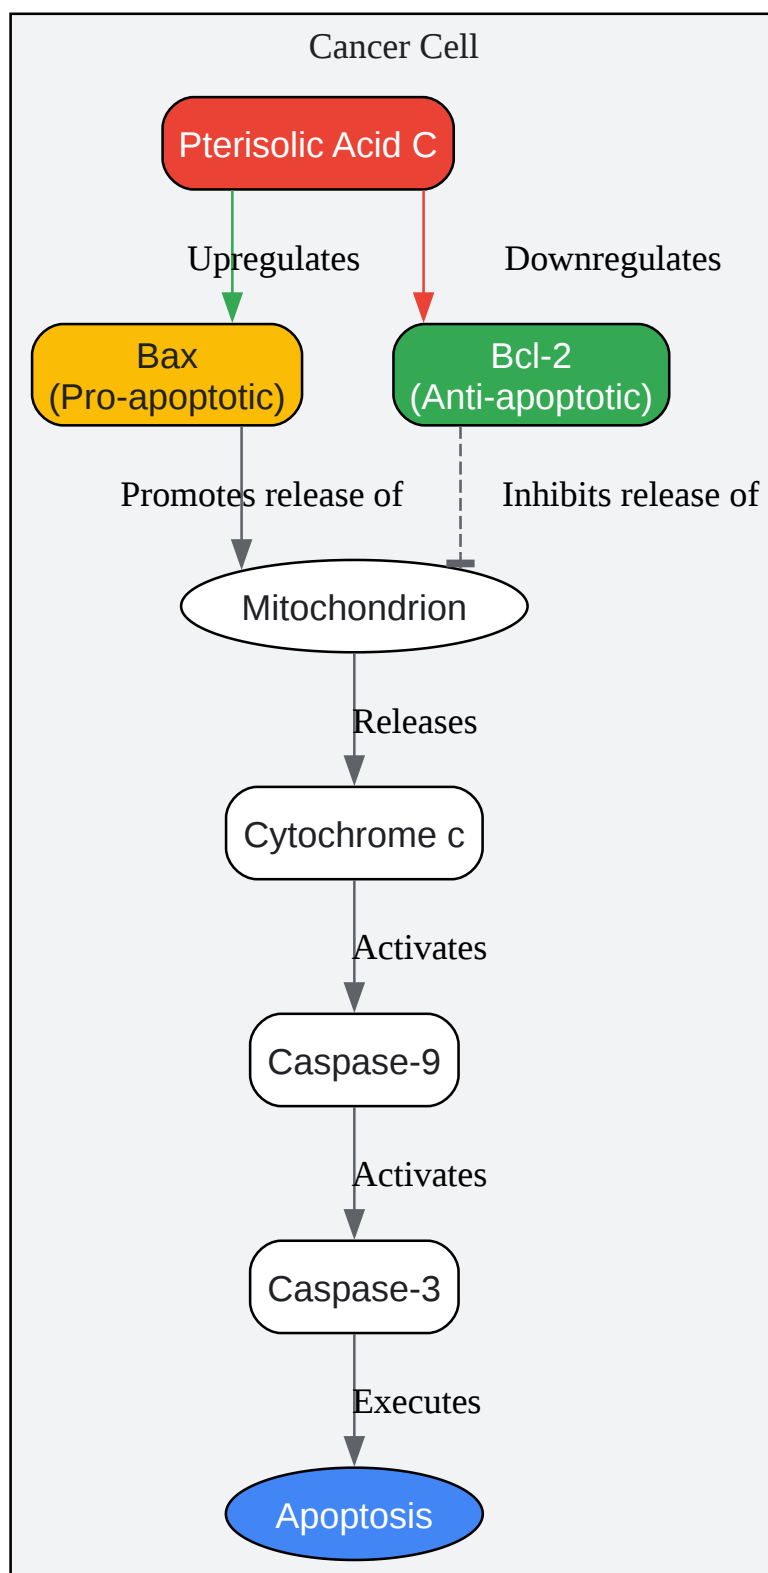 Cancer Cell
Pterisolic Acid C
Upregulates
Downregulates
Bax
(Pro-apoptotic)
Bcl-2
(Anti-apoptotic)
Promotes release of
Inhibits release of
Mitochondrion
Releases
Cytochrome c
Activates
Caspase-9
Activates
Caspase-3
Executes
Apoptosis